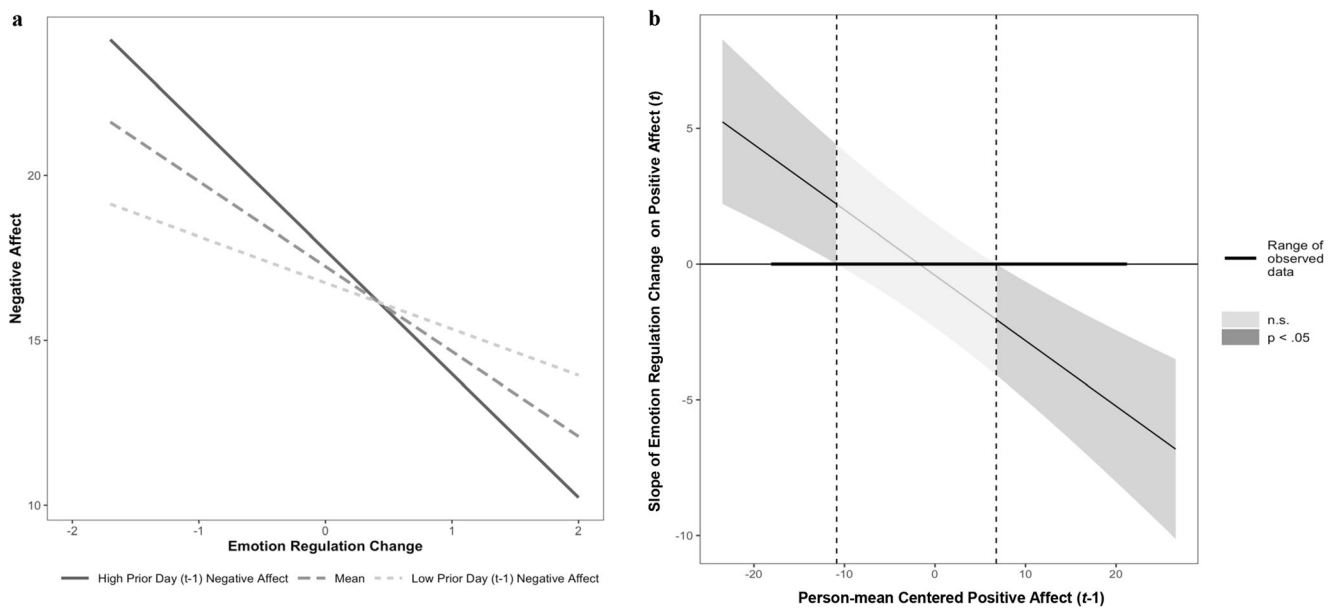 a
Negative Affect
20
15
10
-2
-1
0
1
2
Emotion Regulation Change
High Prior Day (t-1) Negative Affect
Mean
Low Prior Day (t-1) Negative Affect
b
Slope of Emotion Regulation Change on Positive Affect (t)
5
0
-5
-10
-20
-10
0
10
20
Person-mean Centered Positive Affect (t-1)
Range of
observed
data
n.s.
p < .05